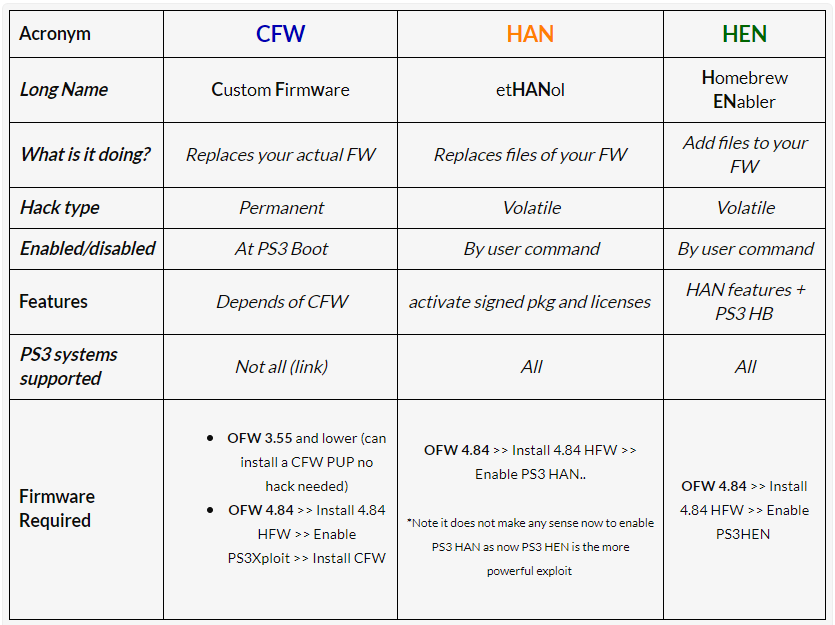 Acronym CFW HAN HEN
Long Name Custom Firmware etHANol Homebrew
ENabler
What is it doing? Replaces your actual FW Replaces files of your FW Add files to your
FW
Hack type Permanent Volatile Volatile
Enabled/disabled At PS3 Boot By user command By user command
Features Depends of CFW activate signed pkg and licenses HAN features +
PS3 HB
PS3 systems
supported Not all (link) All All
Firmware
Required
• OFW 3.55 and lower (can
install a CFW PUP no
hack needed)
• OFW 4.84 >> Install 4.84
HFW >> Enable
PS3Xploit >> Install CFW
OFW 4.84 >> Install 4.84 HFW >>
Enable PS3 HAN..
*Note it does not make any sense now to enable
PS3 HAN as now PS3 HEN is the more
powerful exploit
OFW 4.84 >> Install
4.84 HFW >> Enable
PS3HEN